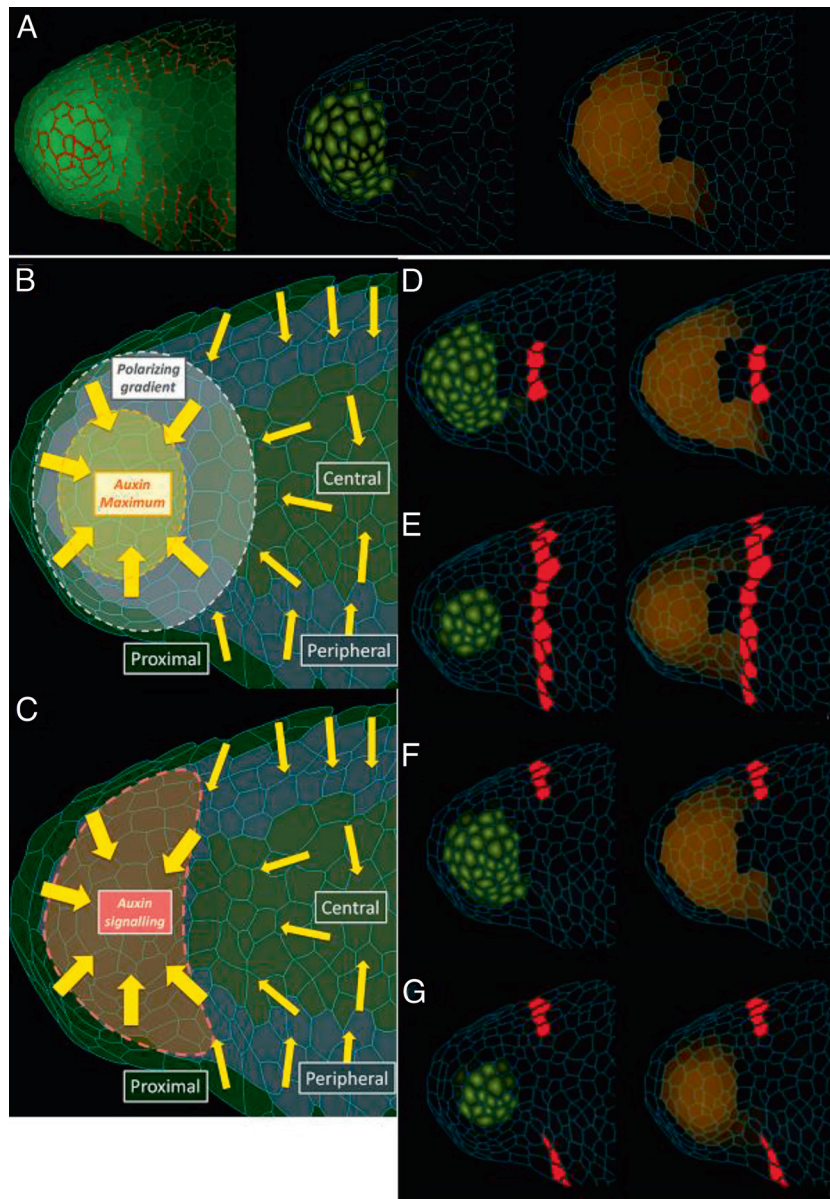 A
B
Polarizing
gradient
Auxin
Maximum
Central
Proximal
Peripheral
C
Auxin
signalling
Central
Proximal
Peripheral
D
E
F
G